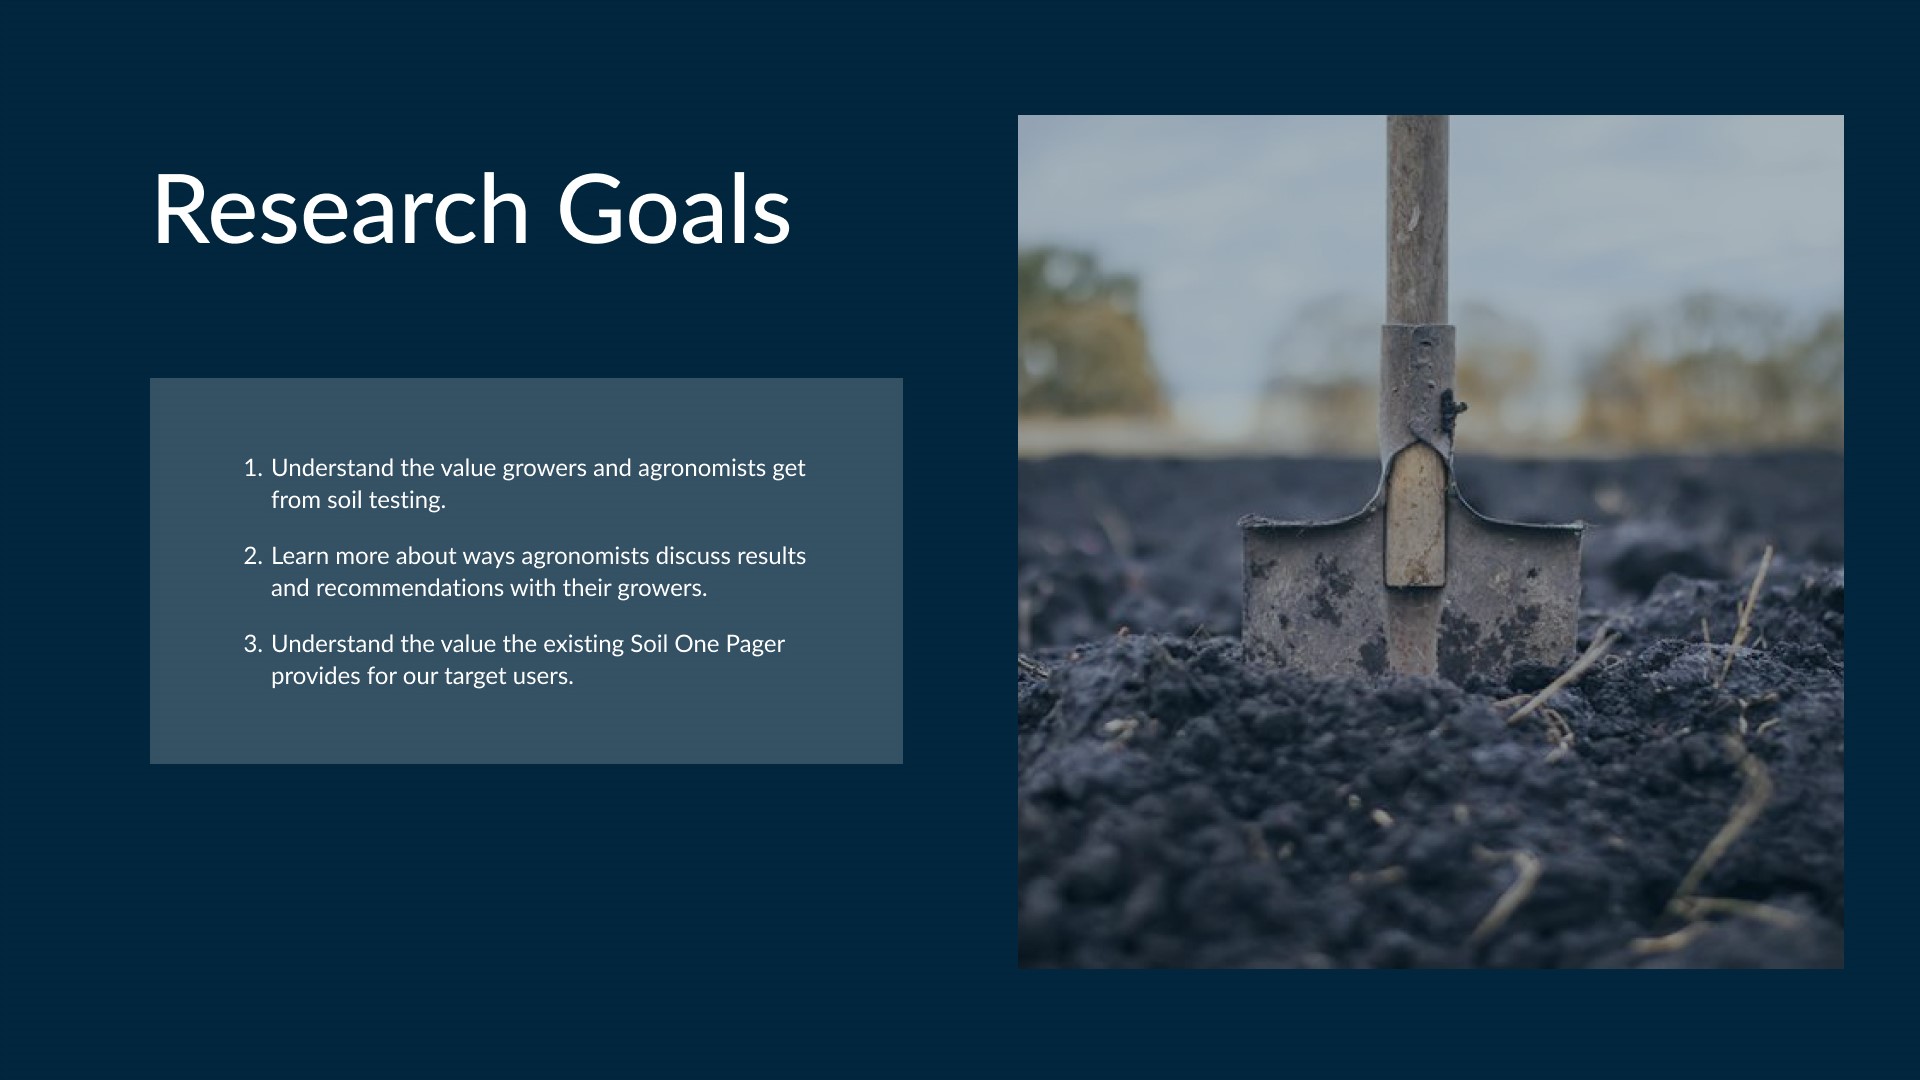 Research Goals
1. Understand the value growers and agronomists get
from soil testing.
2. Learn more about ways agronomists discuss results
and recommendations with their growers.
3. Understand the value the existing Soil One Pager
provides for our target users.